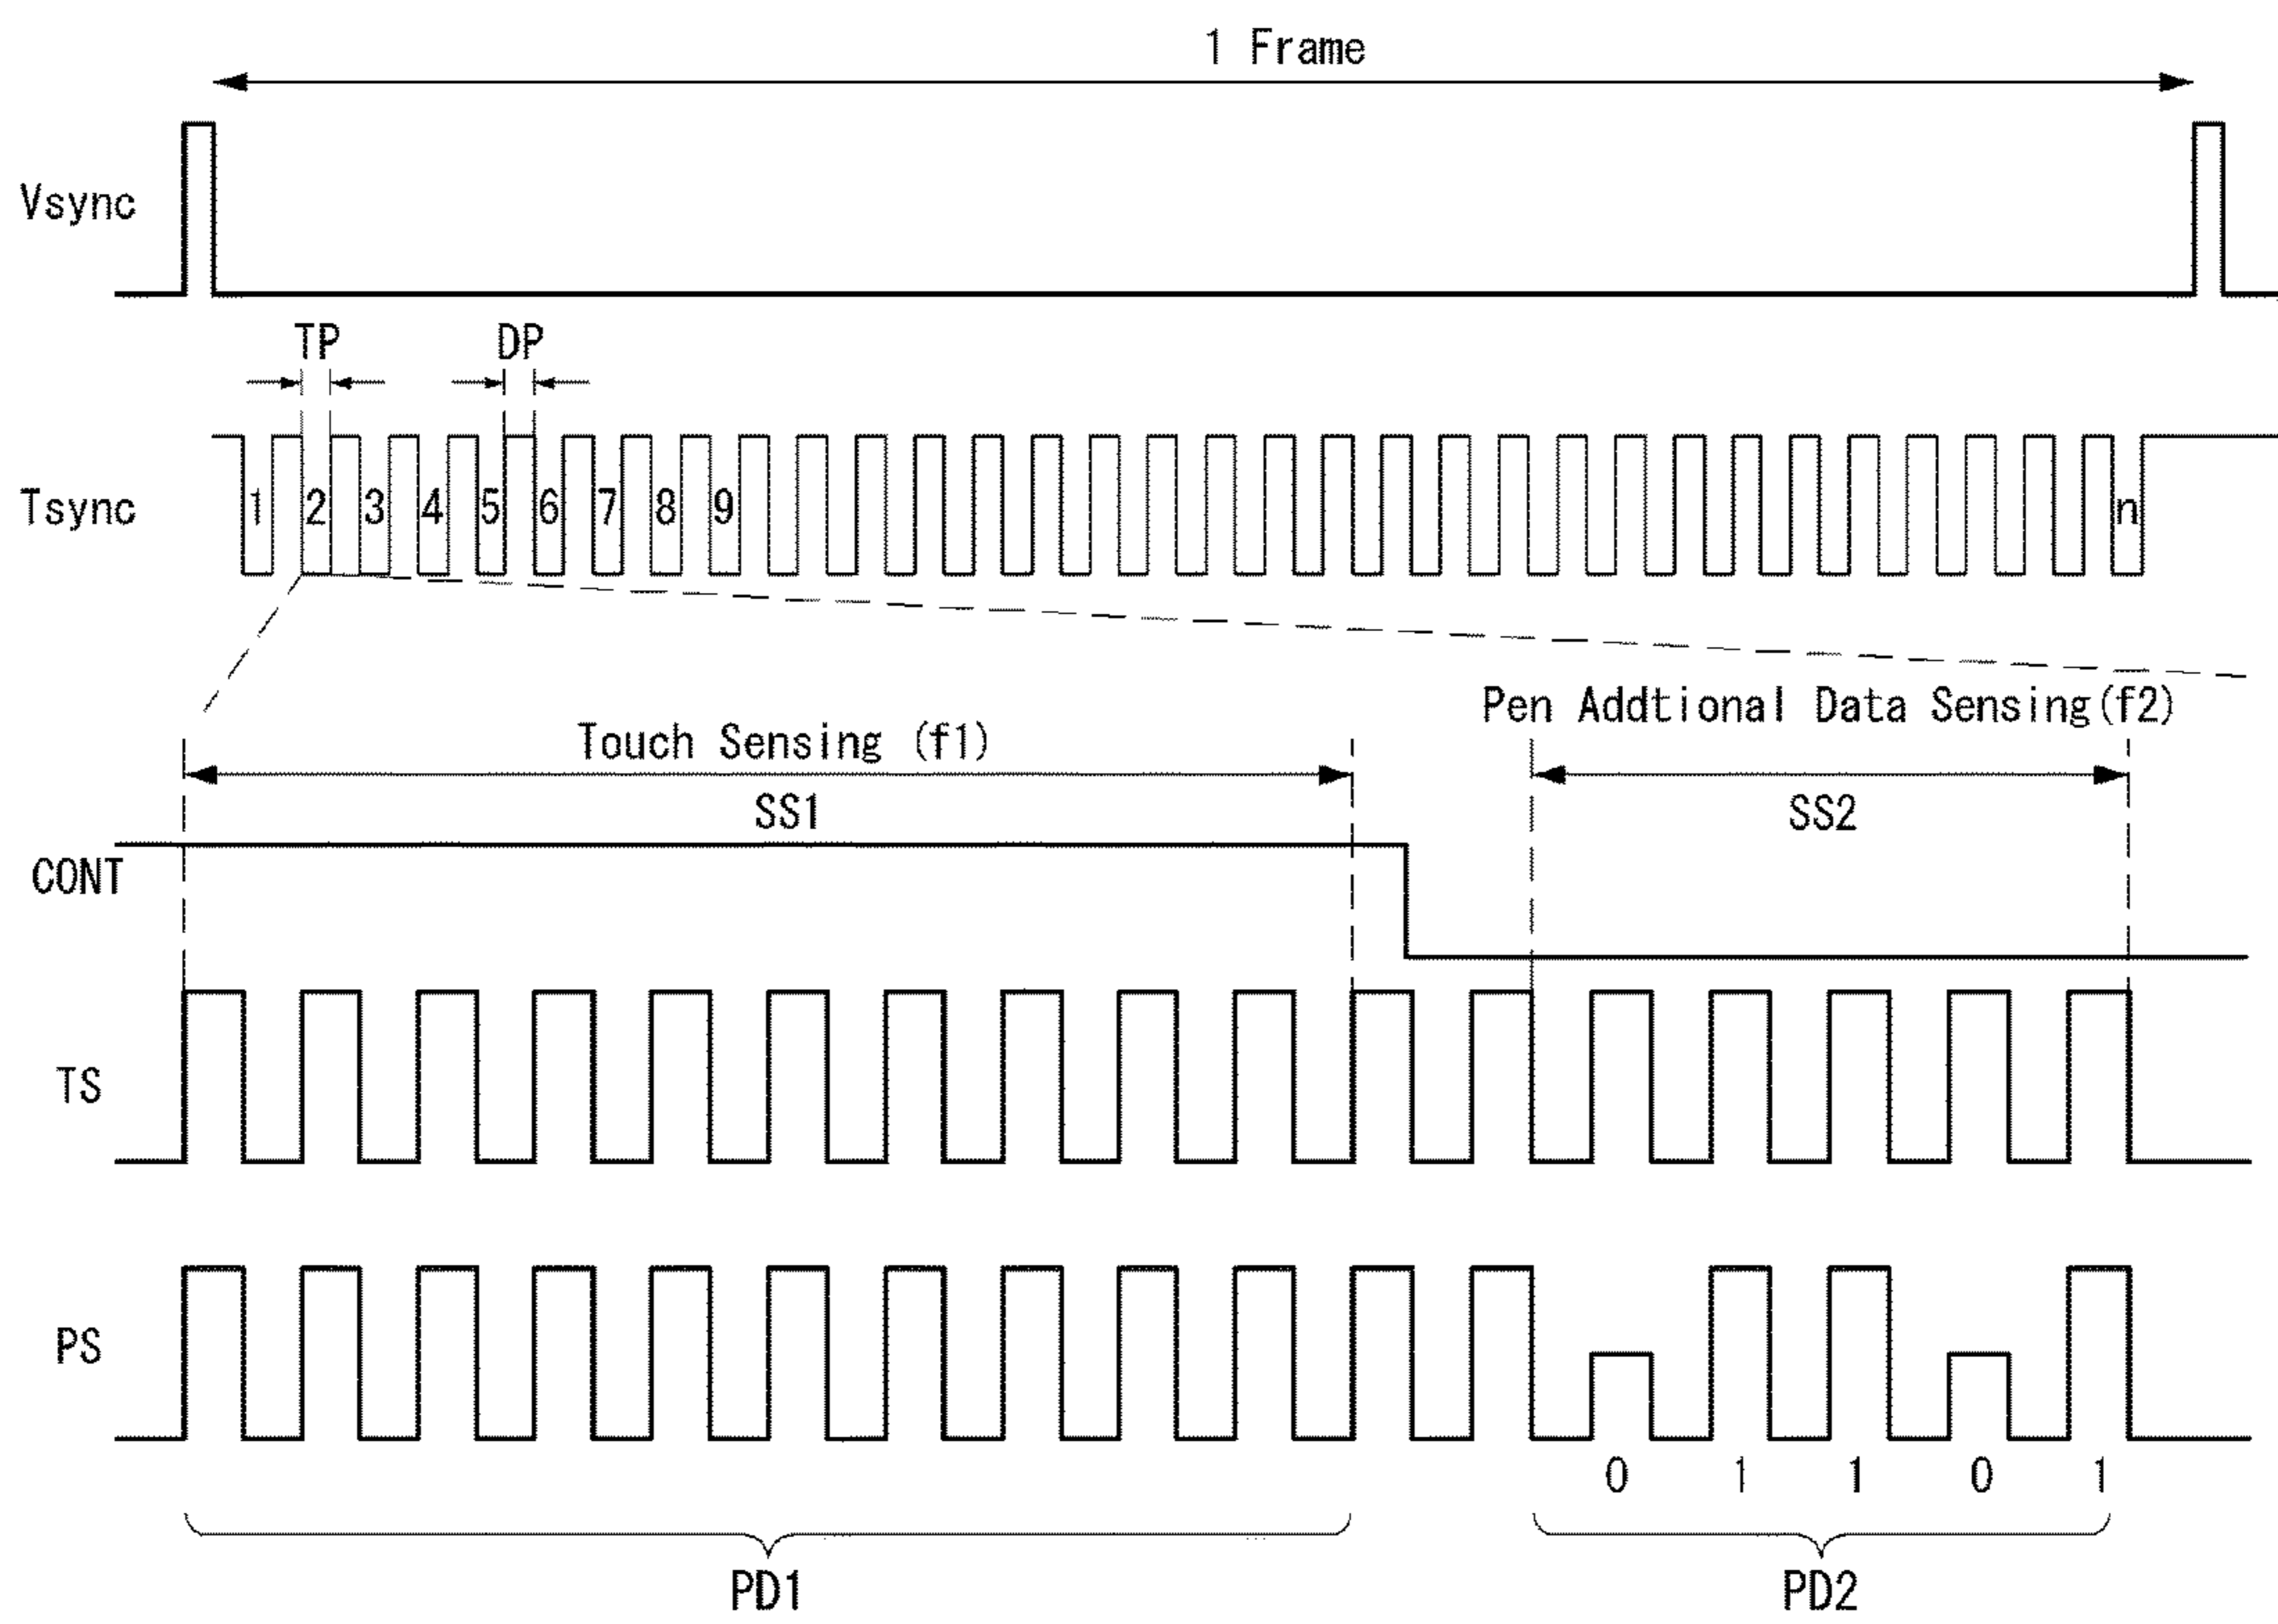 1 Frame
Vsync
TP DP
Tsync 1 2 3 4 5 6 7 8 9 n
Pen Addtional Data Sensing(f2)
Touch Sensing (f1)
SS1 SS2
CONT
TS
PS
0 1 1 0 1
PD1 PD2